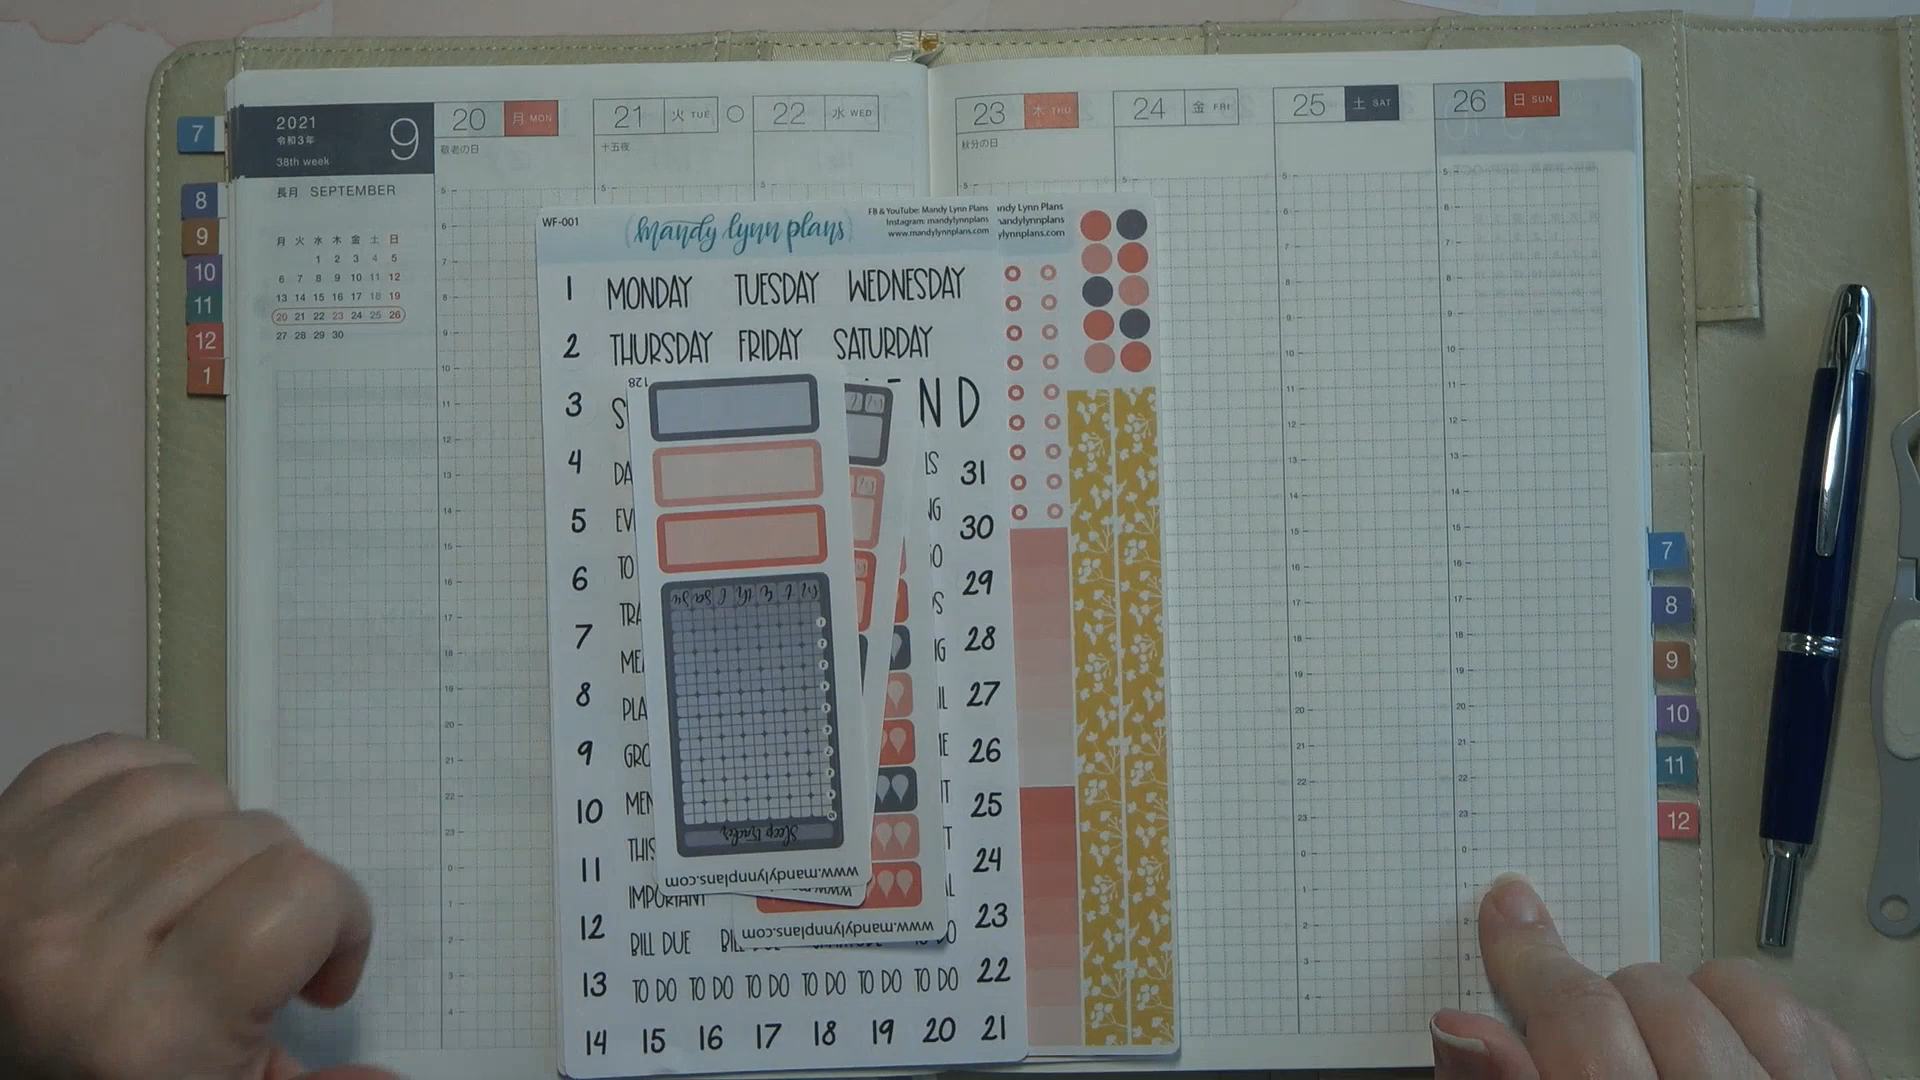 2021
令和3年
9
38th week
20 月 MON
敬老の日
21 火 TUE
十五夜
22 水 WED
23 木 THU
秋分の日
24 金 FRI
25 土 SAT
26 日 SUN
長月 SEPTEMBER
月 火 水 木 金 土 日
1 2 3 4 5
6 7 8 9 10 11 12
13 14 15 16 17 18 19
20 21 22 23 24 25 26
27 28 29 30
7
8
9
10
11
12
1
WF-001
mandy lynn plans
FB & YouTube: Mandy Lynn Plans
Instagram: mandylynnplans
www.mandylynnplans.com
1 MONDAY TUESDAY WEDNESDAY
2 THURSDAY FRIDAY SATURDAY
3
4
5
6
7
8
9
10
11
12
13
IMPORTANT
BILL DUE
TO DO TO DO TO DO TO DO TO DO TO DO
14 15 16 17 18 19 20 21
31
30
29
28
27
26
25
24
23
22
128
Sleep Tracker
www.mandylynnplans.com
www.mandylynnplans.com
7
8
9
10
11
12